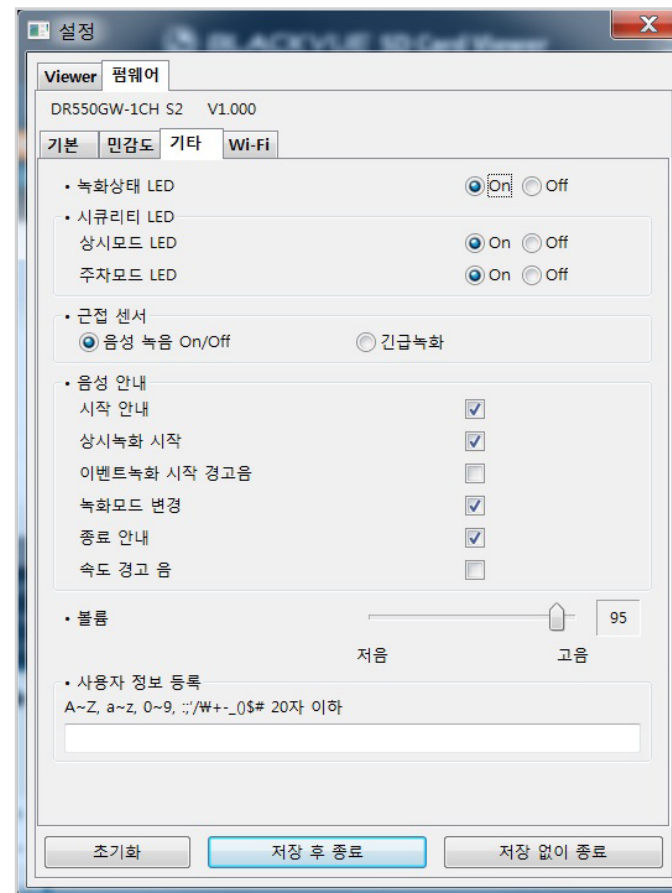 설정
BLACKVUE SD Card Viewer
Viewer 펌웨어
DR550GW-1CH S2 V1.000
기본 민감도 기타 Wi-Fi
• 녹화상태 LED On Off
• 시큐리티 LED
상시모드 LED On Off
주차모드 LED On Off
• 근접 센서
음성 녹음 On/Off 긴급녹화
• 음성 안내
시작 안내
상시녹화 시작
이벤트녹화 시작 경고음
녹화모드 변경
종료 안내
속도 경고 음
• 볼륨 95
저음 고음
• 사용자 정보 등록
A~Z, a~z, 0~9, :;'/₩+-_()$# 20자 이하
초기화 저장 후 종료 저장 없이 종료